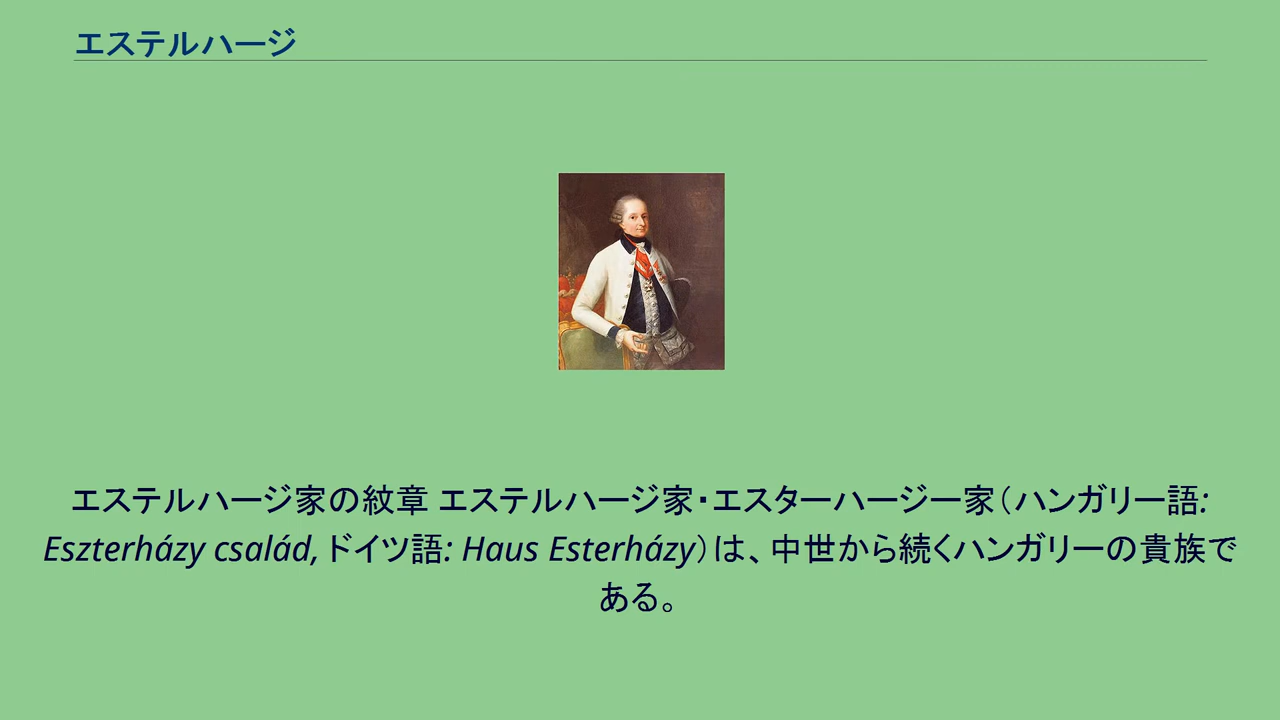 エステルハージ
エステルハージ家の紋章 エステルハージ家・エスターハージー家（ハンガリー語:
Eszterházy család, ドイツ語: Haus Esterházy）は、中世から続くハンガリーの貴族で
ある。